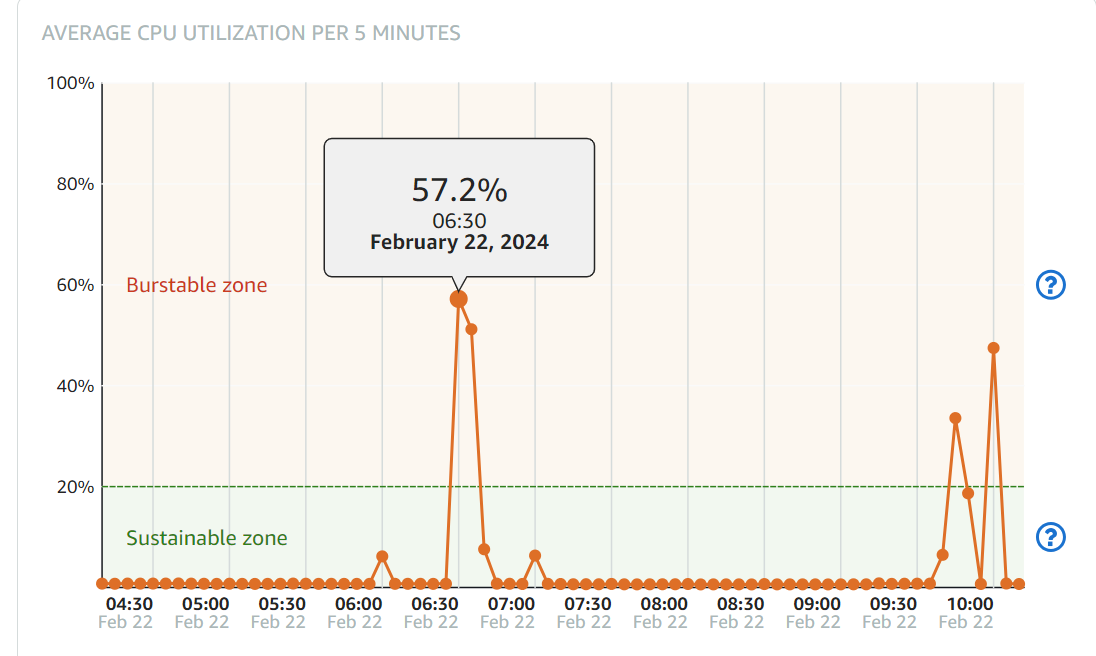 AVERAGE CPU UTILIZATION PER 5 MINUTES
100%
80%
57.2%
06:30
February 22, 2024
60%
Burstable zone
?
40%
20%
Sustainable zone
?
04:30 05:00 05:30 06:00 06:30 07:00 07:30 08:00 08:30 09:00 09:30 10:00
Feb 22 Feb 22 Feb 22 Feb 22 Feb 22 Feb 22 Feb 22 Feb 22 Feb 22 Feb 22 Feb 22 Feb 22